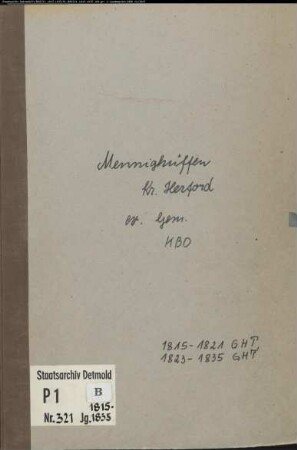 Mennighüffen
Kr. Herford
ev. Gem.
KBO
1815-1821 GHT
1823-1835 GHT
Staatsarchiv Detmold
P1
B
1815-
Nr. 321 Jg. 1835